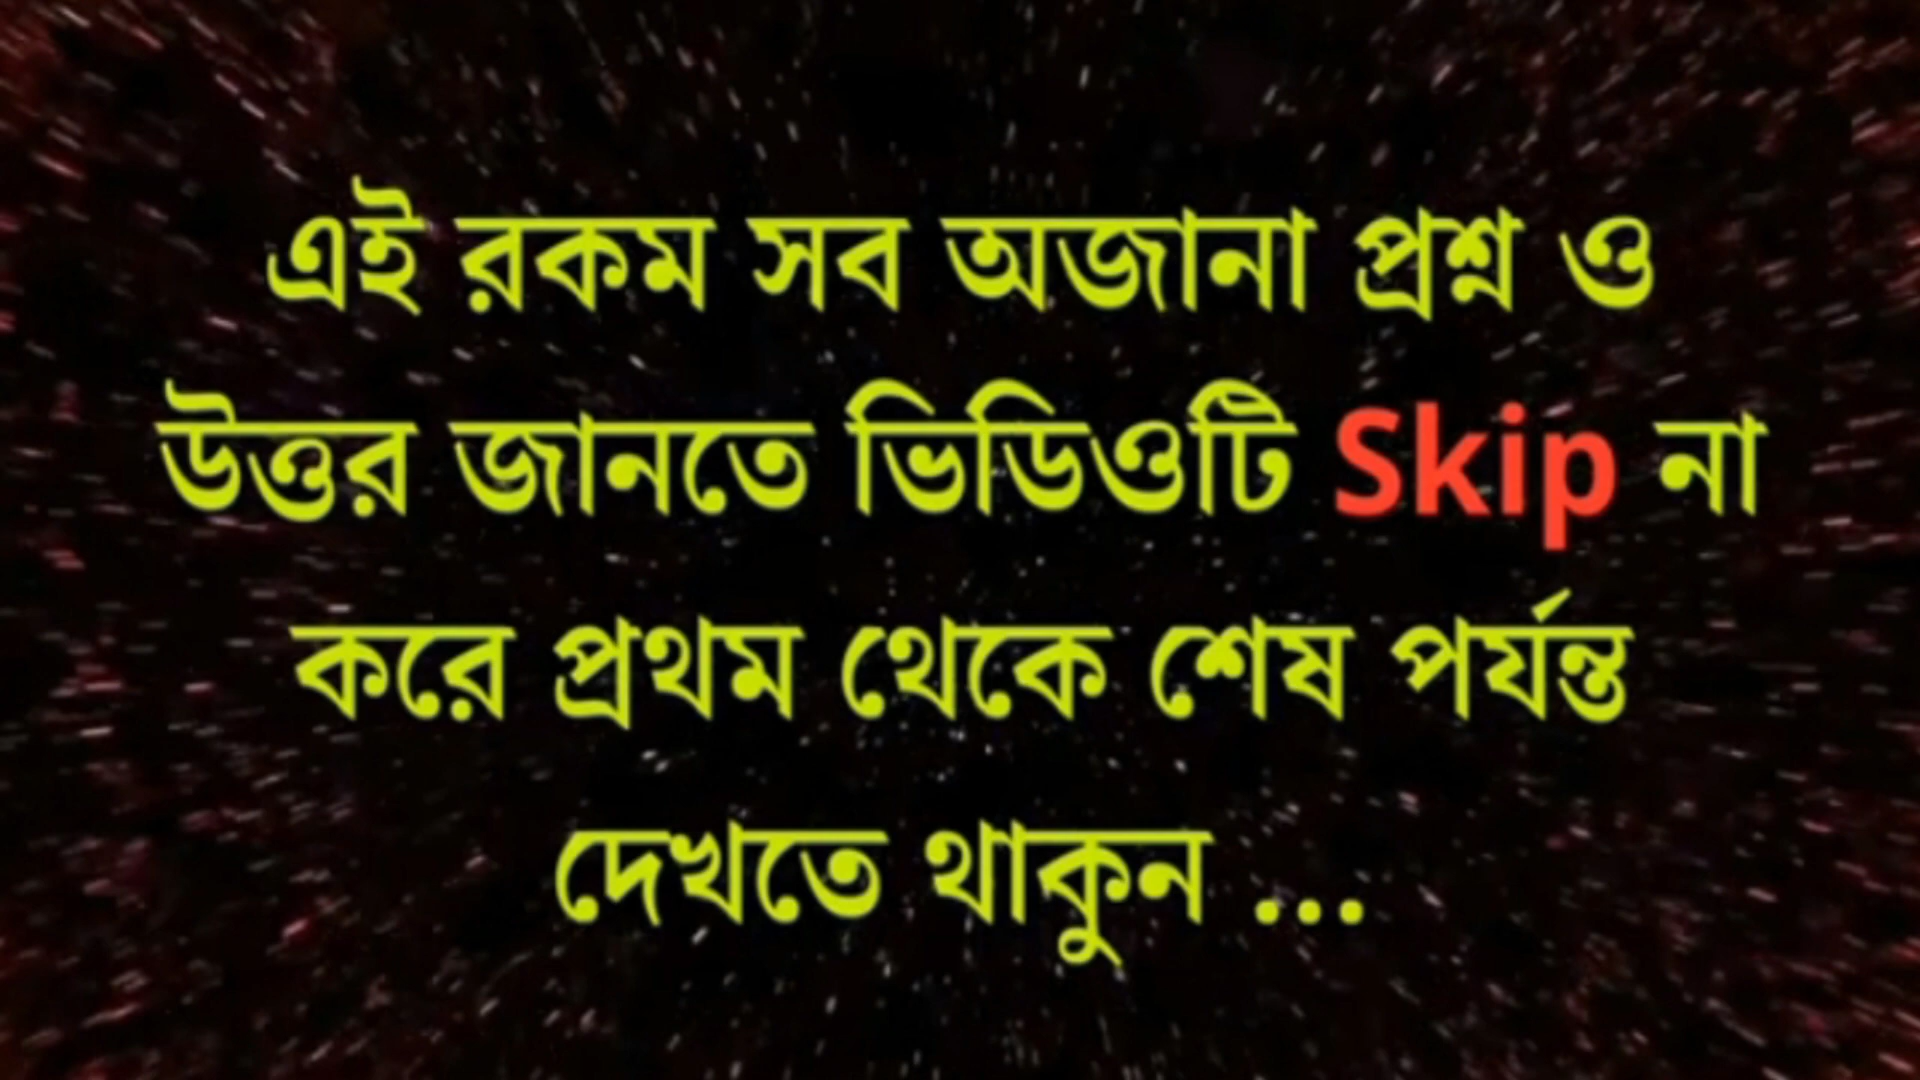 এই রকম সব অজানা প্রশ্ন ও
উত্তর জানতে ভিডিওটি Skip না
করে প্রথম থেকে শেষ পর্যন্ত
দেখতে থাকুন ...